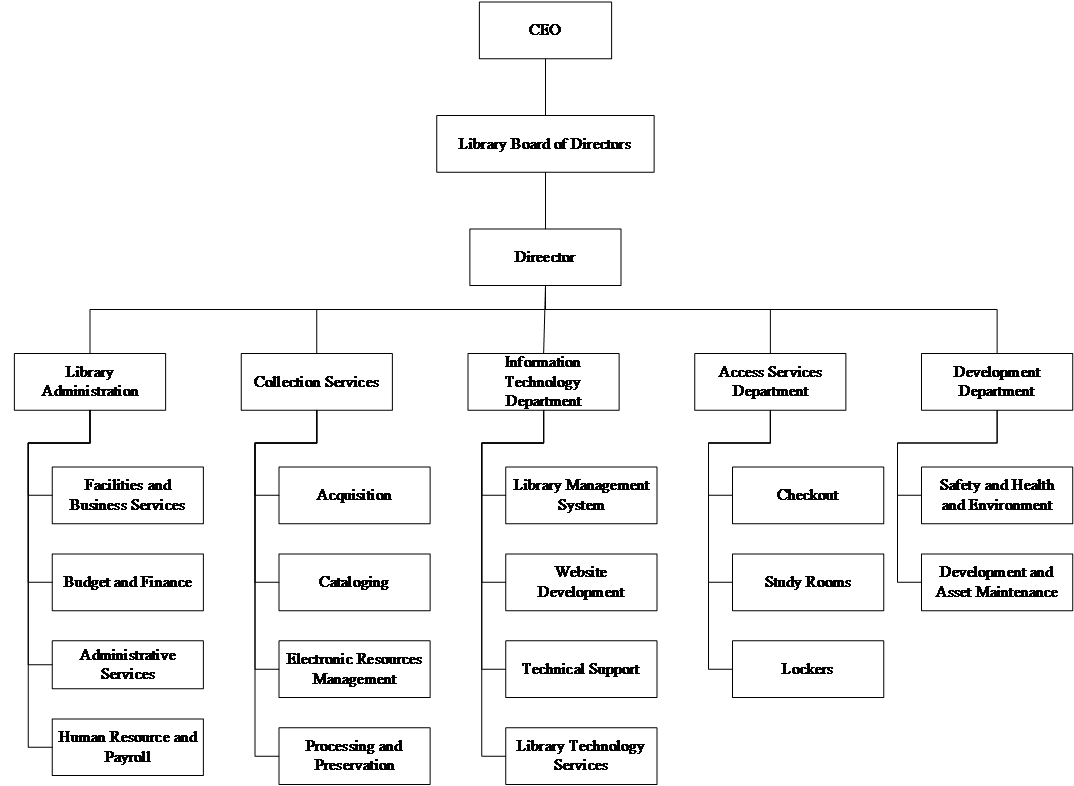 CEO
Library Board of Directors
Direector
Library
Administration
Collection Services
Information
Technology
Department
Access Services
Department
Development
Department
Facilities and
Business Services
Budget and Finance
Administrative
Services
Human Resource and
Payroll
Acquisition
Cataloging
Electronic Resources
Management
Processing and
Preservation
Library Management
System
Website
Development
Technical Support
Library Technology
Services
Checkout
Study Rooms
Lockers
Safety and Health
and Environment
Development and
Asset Maintenance